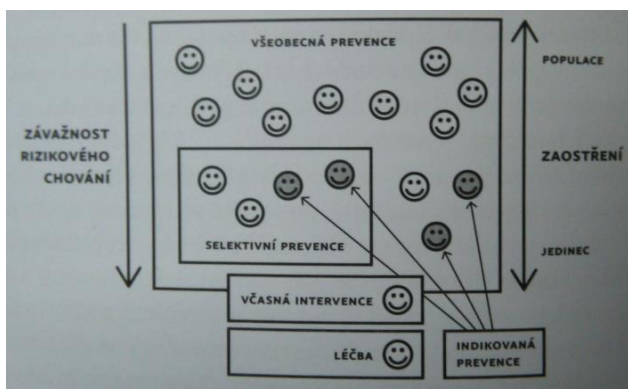 VŠEOBECNÁ PREVENCE
POPULACE
ZÁVAŽNOST
RIZIKOVÉHO
CHOVÁNÍ
ZAOSTŘENÍ
SELEKTIVNÍ PREVENCE
JEDINEC
VČASNÁ INTERVENCE
LÉČBA
INDIKOVANÁ
PREVENCE